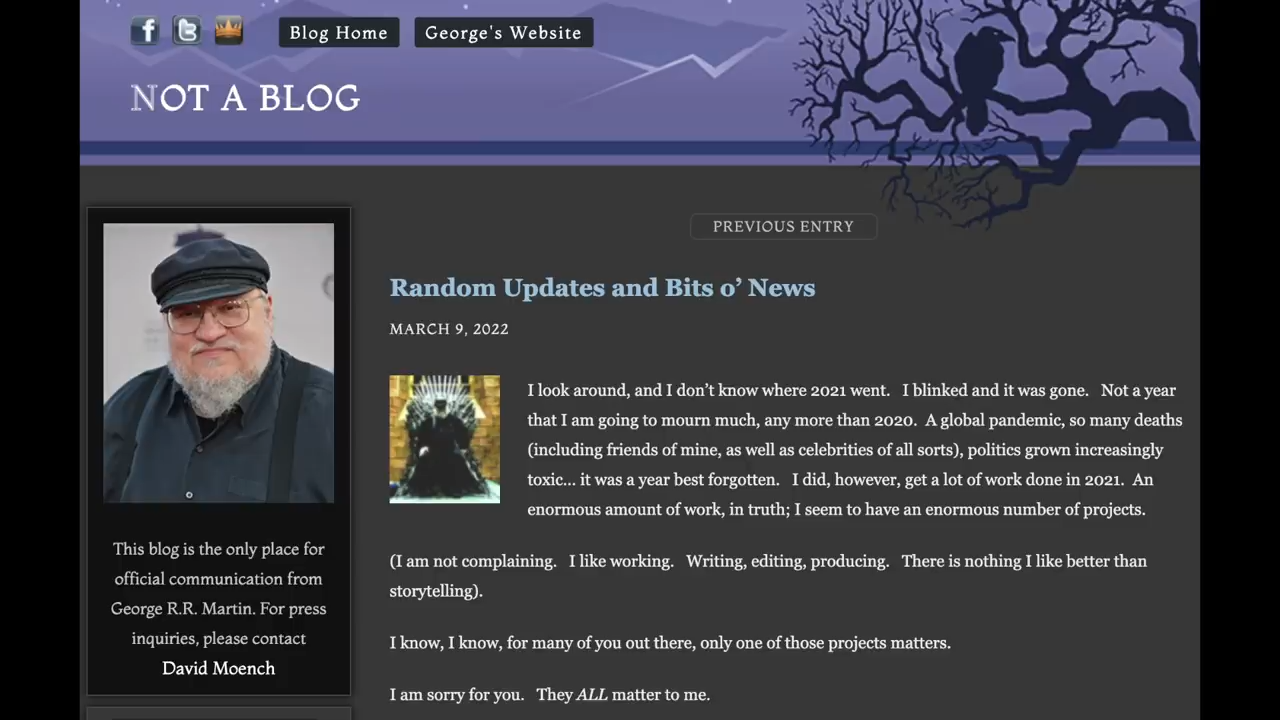 Blog Home
George's Website
NOT A BLOG
PREVIOUS ENTRY
Random Updates and Bits o’ News
MARCH 9, 2022
I look around, and I don’t know where 2021 went. I blinked and it was gone. Not a year
that I am going to mourn much, any more than 2020. A global pandemic, so many deaths
(including friends of mine, as well as celebrities of all sorts), politics grown increasingly
toxic... it was a year best forgotten. I did, however, get a lot of work done in 2021. An
enormous amount of work, in truth; I seem to have an enormous number of projects.
(I am not complaining. I like working. Writing, editing, producing. There is nothing I like better than
storytelling).
I know, I know, for many of you out there, only one of those projects matters.
I am sorry for you. They ALL matter to me.
This blog is the only place for
official communication from
George R.R. Martin. For press
inquiries, please contact
David Moench